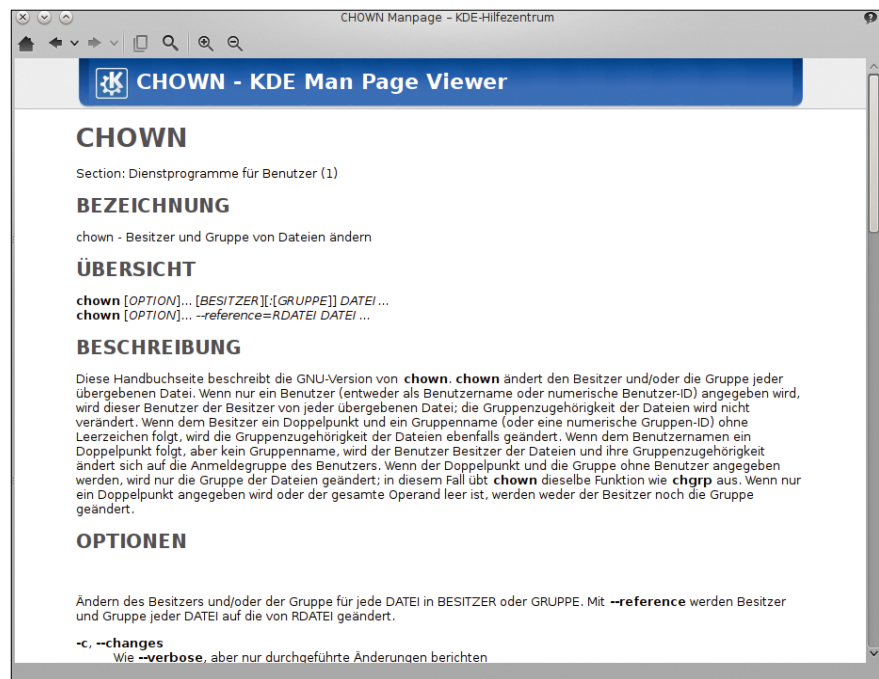 CHOWN Manpage – KDE-Hilfezentrum
CHOWN - KDE Man Page Viewer
CHOWN
Section: Dienstprogramme für Benutzer (1)
BEZEICHNUNG
chown - Besitzer und Gruppe von Dateien ändern
ÜBERSICHT
chown [OPTION]... [BESITZER][:[GRUPPE]] DATEI ...
chown [OPTION]... --reference=RDATEI DATEI ...
BESCHREIBUNG
Diese Handbuchseite beschreibt die GNU-Version von chown. chown ändert den Besitzer und/oder die Gruppe jeder
übergebenen Datei. Wenn nur ein Benutzer (entweder als Benutzername oder numerische Benutzer-ID) angegeben wird,
wird dieser Benutzer der Besitzer von jeder übergebenen Datei; die Gruppenzugehörigkeit der Dateien wird nicht
verändert. Wenn dem Besitzer ein Doppelpunkt und ein Gruppenname (oder eine numerische Gruppen-ID) ohne
Leerzeichen folgt, wird die Gruppenzugehörigkeit der Dateien ebenfalls geändert. Wenn dem Benutzernamen ein
Doppelpunkt folgt, aber kein Gruppenname, wird der Benutzer Besitzer der Dateien und ihre Gruppenzugehörigkeit
ändert sich auf die Anmeldegruppe des Benutzers. Wenn der Doppelpunkt und die Gruppe ohne Benutzer angegeben
werden, wird nur die Gruppe der Dateien geändert; in diesem Fall übt chown dieselbe Funktion wie chgrp aus. Wenn nur
ein Doppelpunkt angegeben wird oder der gesamte Operand leer ist, werden weder der Besitzer noch die Gruppe
geändert.
OPTIONEN
Ändern des Besitzers und/oder der Gruppe für jede DATEI in BESITZER oder GRUPPE. Mit --reference werden Besitzer
und Gruppe jeder DATEI auf die von RDATEI geändert.
-c, --changes
Wie --verbose, aber nur durchgeführte Änderungen berichten